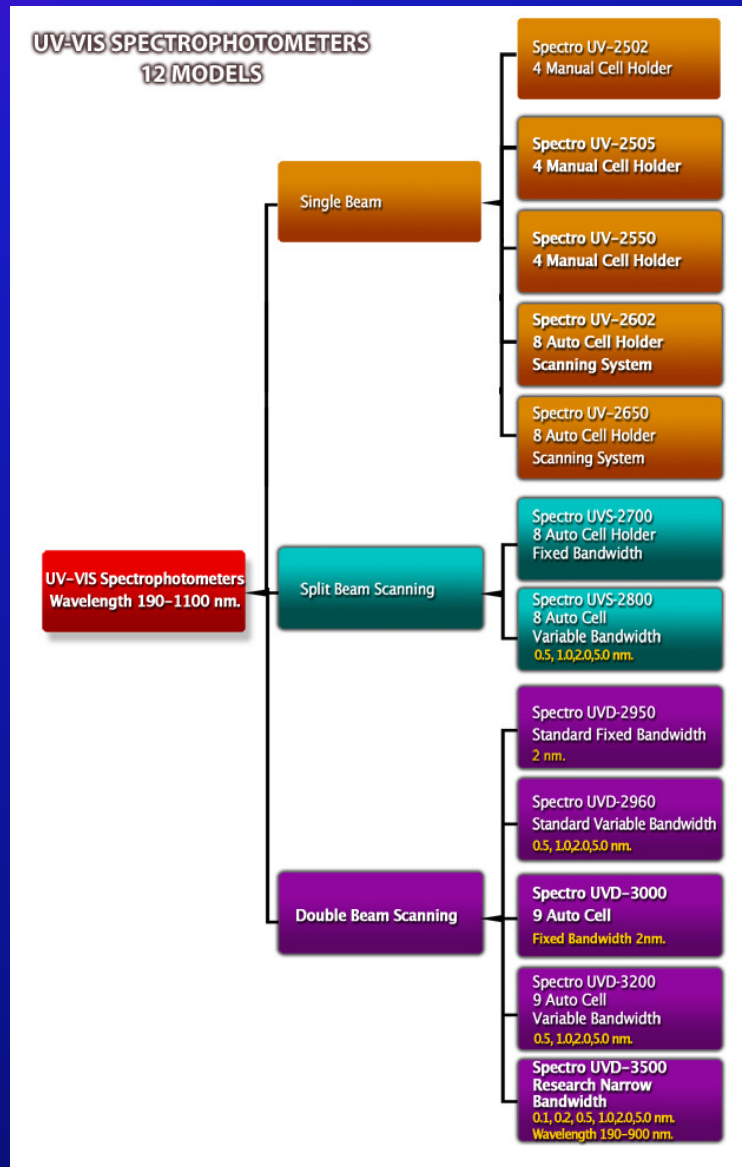 UV-VIS SPECTROPHOTOMETERS
12 MODELS
Spectro UV-2502
4 Manual Cell Holder
Spectro UV-2505
4 Manual Cell Holder
Single Beam
Spectro UV-2550
4 Manual Cell Holder
Spectro UV-2602
8 Auto Cell Holder
Scanning System
Spectro UV-2650
8 Auto Cell Holder
Scanning System
UV-VIS Spectrophotometers
Wavelength 190-1100 nm.
Split Beam Scanning
Spectro UVS-2700
8 Auto Cell Holder
Fixed Bandwidth
Spectro UVS-2800
8 Auto Cell
Variable Bandwidth
0.5, 1.0,2.0,5.0 nm.
Double Beam Scanning
Spectro UVD-2950
Standard Fixed Bandwidth
2 nm.
Spectro UVD-2960
Standard Variable Bandwidth
0.5, 1.0,2.0,5.0 nm.
Spectro UVD-3000
9 Auto Cell
Fixed Bandwidth 2nm.
Spectro UVD-3200
9 Auto Cell
Variable Bandwidth
0.5, 1.0,2.0,5.0 nm.
Spectro UVD-3500
Research Narrow
Bandwidth
0.1, 0.2, 0.5, 1.0,2.0,5.0 nm.
Wavelength 190-900 nm.